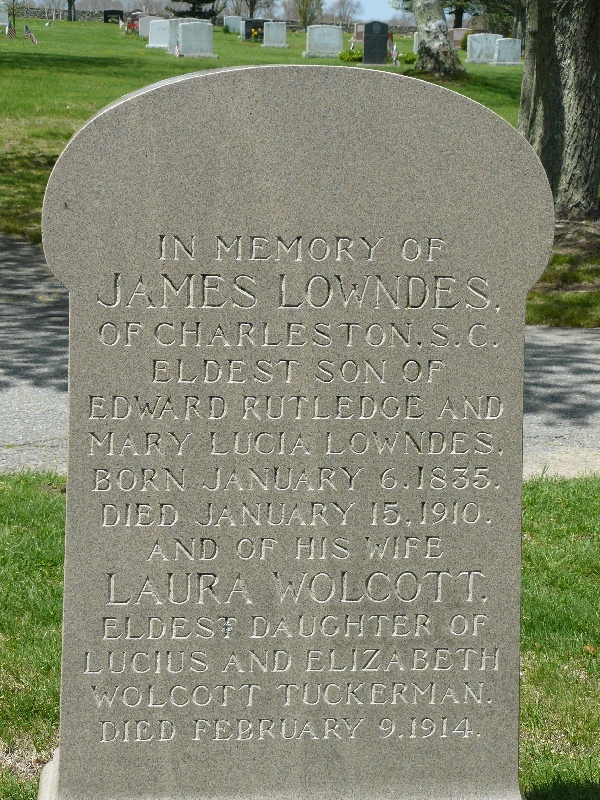 IN MEMORY OF
JAMES LOWNDES,
OF CHARLESTON, S.C.
ELDEST SON OF
EDWARD RUTLEDGE AND
MARY LUCIA LOWNDES,
BORN JANUARY 6.1835.
DIED JANUARY 15.1910.
AND OF HIS WIFE
LAURA WOLCOTT,
ELDEST DAUGHTER OF
LUCIUS AND ELIZABETH
WOLCOTT TUCKERMAN.
DIED FEBRUARY 9.1914.